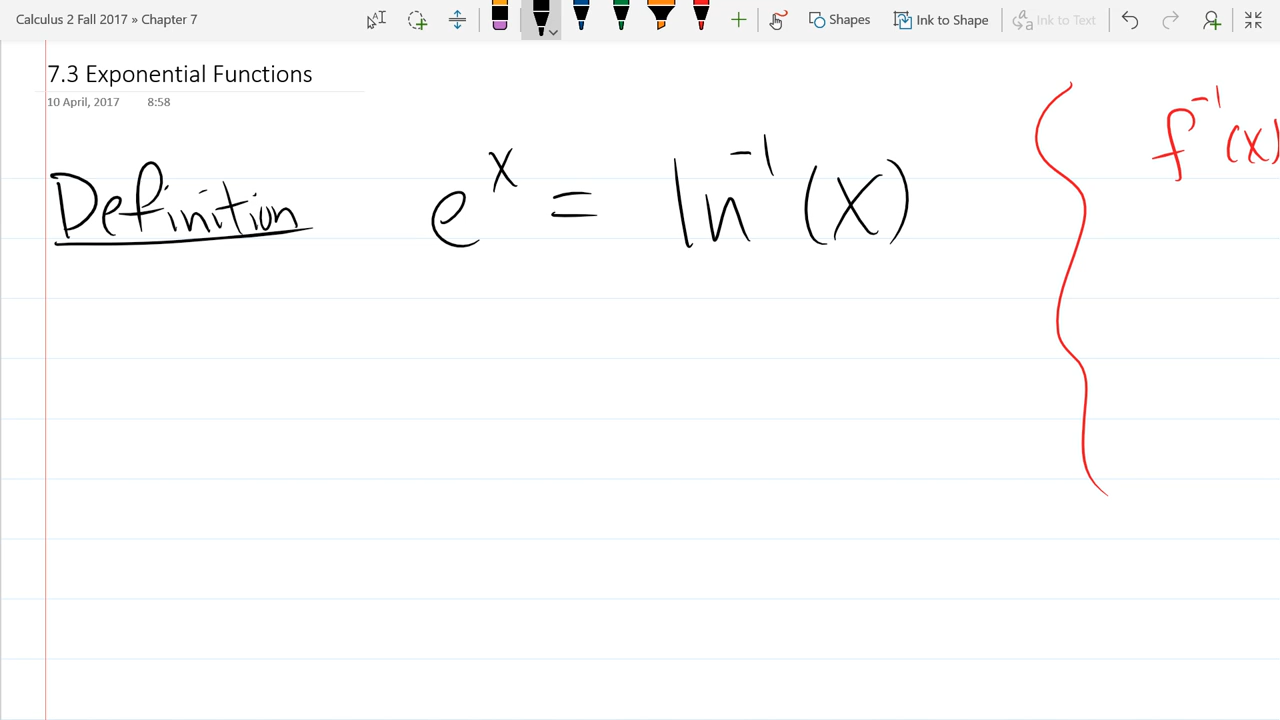 Calculus 2 Fall 2017 » Chapter 7
Shapes Ink to Shape Ink to Text
7.3 Exponential Functions
10 April, 2017 8:58
Definition e^x = ln^-1 (x)
f^-1 (x)